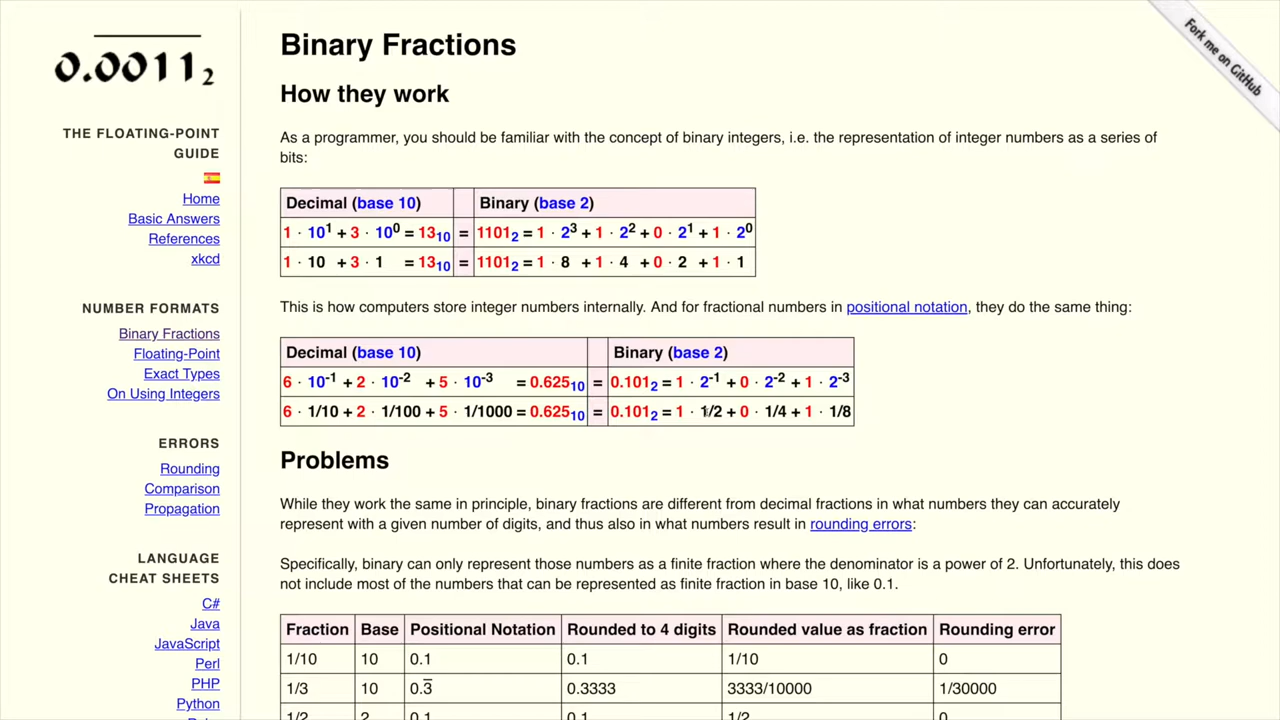 0.0011₂
THE FLOATING-POINT
GUIDE
Home
Basic Answers
References
xkcd
NUMBER FORMATS
Binary Fractions
Floating-Point
Exact Types
On Using Integers
ERRORS
Rounding
Comparison
Propagation
LANGUAGE
CHEAT SHEETS
C#
Java
JavaScript
Perl
PHP
Python
Fork me on GitHub
Binary Fractions
How they work
As a programmer, you should be familiar with the concept of binary integers, i.e. the representation of integer numbers as a series of
bits:
Decimal (base 10) Binary (base 2)
1 · 10¹ + 3 · 10⁰ = 13₁₀ = 1101₂ = 1 · 2³ + 1 · 2² + 0 · 2¹ + 1 · 2⁰
1 · 10 + 3 · 1 = 13₁₀ = 1101₂ = 1 · 8 + 1 · 4 + 0 · 2 + 1 · 1
This is how computers store integer numbers internally. And for fractional numbers in positional notation, they do the same thing:
Decimal (base 10) Binary (base 2)
6 · 10⁻¹ + 2 · 10⁻² + 5 · 10⁻³ = 0.625₁₀ = 0.101₂ = 1 · 2⁻¹ + 0 · 2⁻² + 1 · 2⁻³
6 · 1/10 + 2 · 1/100 + 5 · 1/1000 = 0.625₁₀ = 0.101₂ = 1 · 1/2 + 0 · 1/4 + 1 · 1/8
Problems
While they work the same in principle, binary fractions are different from decimal fractions in what numbers they can accurately
represent with a given number of digits, and thus also in what numbers result in rounding errors:
Specifically, binary can only represent those numbers as a finite fraction where the denominator is a power of 2. Unfortunately, this does
not include most of the numbers that can be represented as finite fraction in base 10, like 0.1.
Fraction Base Positional Notation Rounded to 4 digits Rounded value as fraction Rounding error
1/10 10 0.1 0.1 1/10 0
1/3 10 0.3̅ 0.3333 3333/10000 1/30000
1/2 2 0.1 0.1 1/2 0